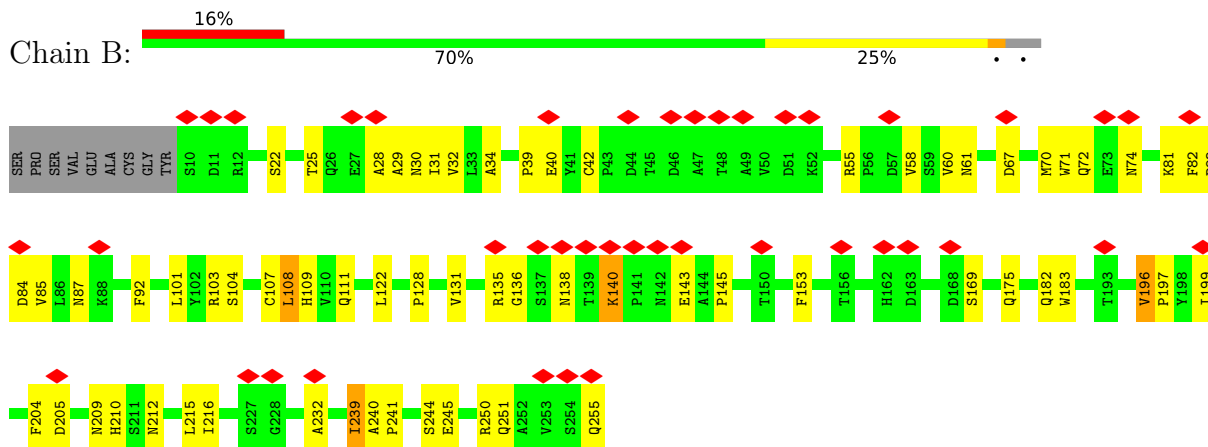 16%
Chain B:
70% 25% • •
SER PRO SER VAL GLU ALA CYS GLY TYR S10 D11 R12 S22 T25 Q26 E27 A28 A29 N30 I31 V32 L33 A34 P39 E40 Y41 C42 P43 D44 T45 D46 A47 T48 A49 V50 D51 K52 R55 P56 D57 V58 S59 V60 N61 D67 M70 W71 Q72 E73 N74 K81 F82
D84 V85 L86 N87 K88 F92 L101 Y102 R103 S104 C107 L108 H109 V110 Q111 L122 P128 V131 R135 G136 S137 N138 T139 K140 P141 N142 E143 A144 P145 T150 F153 T156 H162 D163 D168 S169 Q175 Q182 W183 T193 V196 P197 Y198 I199
F204 D205 N209 H210 S211 N212 L215 I216 S227 G228 A232 I239 A240 P241 S244 E245 R250 Q251 A252 V253 S254 Q255